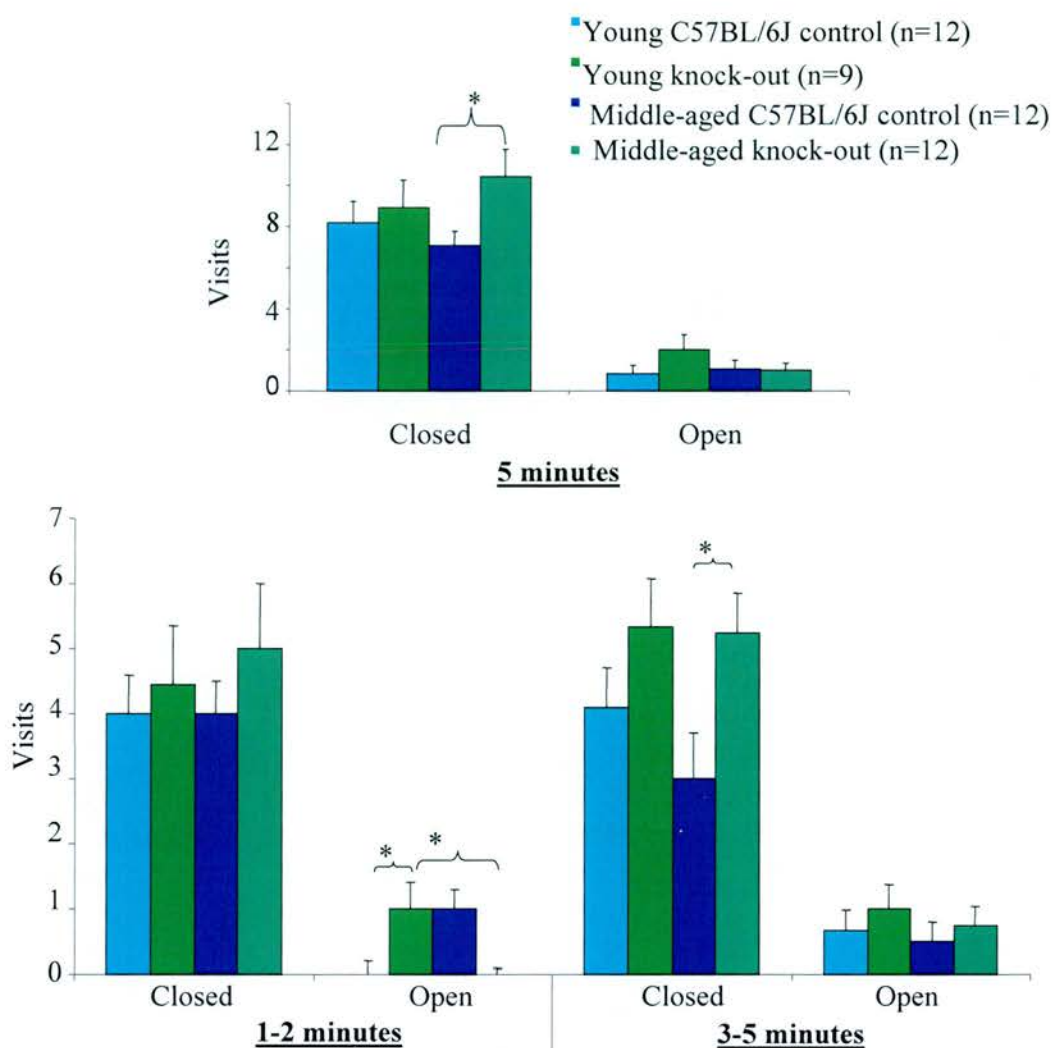 Young C57BL/6J control (n=12)
Young knock-out (n=9)
Middle-aged C57BL/6J control (n=12)
Middle-aged knock-out (n=12)
*
12
8
4
0
Visits
Closed Open
5 minutes
7
6
5
4
3
2
1
0
Visits
*
* *
Closed Open Closed Open
1-2 minutes 3-5 minutes